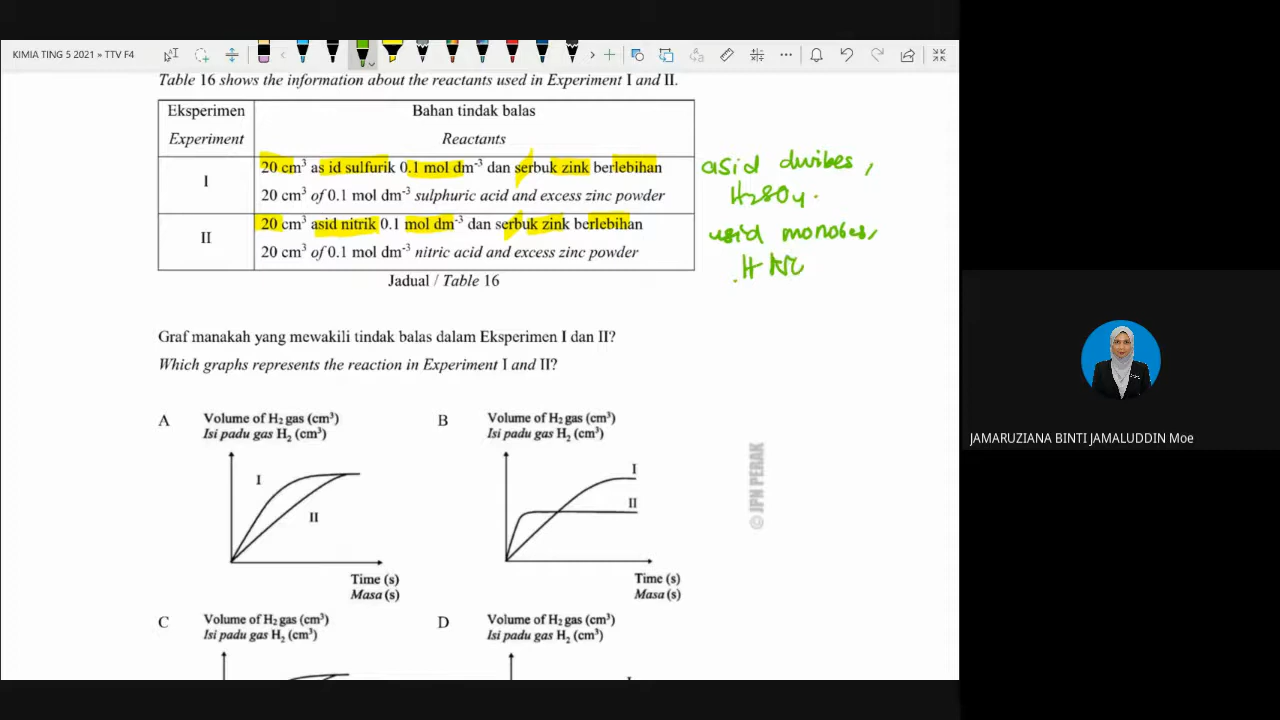 KIMIA TING 5 2021 » TTV F4
Table 16 shows the information about the reactants used in Experiment I and II.
Eksperimen
Experiment
Bahan tindak balas
Reactants
I
20 cm³ as id sulfurik 0.1 mol dm⁻³ dan serbuk zink berlebihan
20 cm³ of 0.1 mol dm⁻³ sulphuric acid and excess zinc powder
II
20 cm³ asid nitrik 0.1 mol dm⁻³ dan serbuk zink berlebihan
20 cm³ of 0.1 mol dm⁻³ nitric acid and excess zinc powder
Jadual / Table 16
asid dwibes,
H₂SO₄.
asid monobes,
Graf manakah yang mewakili tindak balas dalam Eksperimen I dan II?
Which graphs represents the reaction in Experiment I and II?
A
Volume of H₂ gas (cm³)
Isi padu gas H₂ (cm³)
I
II
Time (s)
Masa (s)
B
Volume of H₂ gas (cm³)
Isi padu gas H₂ (cm³)
I
II
Time (s)
Masa (s)
© JPN PERAK
C
Volume of H₂ gas (cm³)
Isi padu gas H₂ (cm³)
D
Volume of H₂ gas (cm³)
Isi padu gas H₂ (cm³)
JAMARUZIANA BINTI JAMALUDDIN Moe